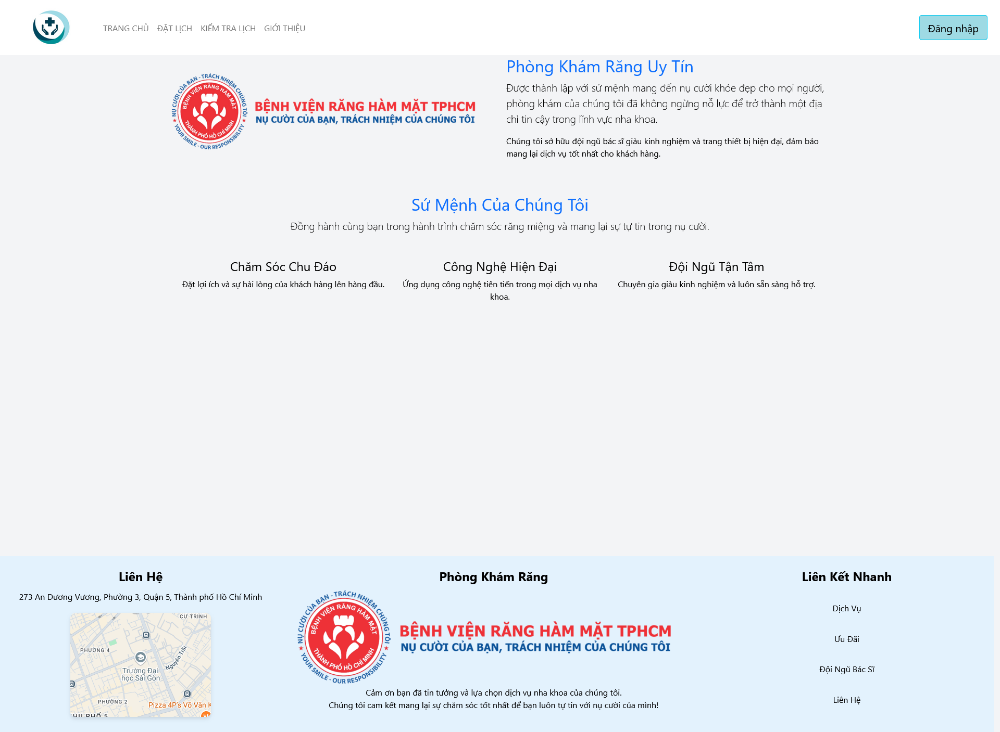 TRANG CHỦ ĐẶT LỊCH KIỂM TRA LỊCH GIỚI THIỆU
Đăng nhập
NỤ CƯỜI CỦA BẠN - TRÁCH NHIỆM CHÚNG TÔI
BỆNH VIỆN RĂNG HÀM MẶT
THÀNH PHỐ HỒ CHÍ MINH
YOUR SMILE - OUR RESPONSIBILITY
BỆNH VIỆN RĂNG HÀM MẶT TPHCM
NỤ CƯỜI CỦA BẠN, TRÁCH NHIỆM CỦA CHÚNG TÔI
Phòng Khám Răng Uy Tín
Được thành lập với sứ mệnh mang đến nụ cười khỏe đẹp cho mọi người,
phòng khám của chúng tôi đã không ngừng nỗ lực để trở thành một địa
chỉ tin cậy trong lĩnh vực nha khoa.
Chúng tôi sở hữu đội ngũ bác sĩ giàu kinh nghiệm và trang thiết bị hiện đại, đảm bảo
mang lại dịch vụ tốt nhất cho khách hàng.
Sứ Mệnh Của Chúng Tôi
Đồng hành cùng bạn trong hành trình chăm sóc răng miệng và mang lại sự tự tin trong nụ cười.
Chăm Sóc Chu Đáo
Đặt lợi ích và sự hài lòng của khách hàng lên hàng đầu.
Công Nghệ Hiện Đại
Ứng dụng công nghệ tiên tiến trong mọi dịch vụ nha
khoa.
Đội Ngũ Tận Tâm
Chuyên gia giàu kinh nghiệm và luôn sẵn sàng hỗ trợ.
Liên Hệ
273 An Dương Vương, Phường 3, Quận 5, Thành phố Hồ Chí Minh
CƯ TRINH
PHƯỜNG 4
Nguyễn Trãi
Trường Đại
học Sài Gòn
PHƯỜNG 2
Pizza 4P's Võ Văn K
KHU PHỐ 5
Phòng Khám Răng
NỤ CƯỜI CỦA BẠN - TRÁCH NHIỆM CHÚNG TÔI
BỆNH VIỆN RĂNG HÀM MẶT
THÀNH PHỐ HỒ CHÍ MINH
YOUR SMILE - OUR RESPONSIBILITY
BỆNH VIỆN RĂNG HÀM MẶT TPHCM
NỤ CƯỜI CỦA BẠN, TRÁCH NHIỆM CỦA CHÚNG TÔI
Cảm ơn bạn đã tin tưởng và lựa chọn dịch vụ nha khoa của chúng tôi.
Chúng tôi cam kết mang lại sự chăm sóc tốt nhất để bạn luôn tự tin với nụ cười của mình!
Liên Kết Nhanh
Dịch Vụ
Ưu Đãi
Đội Ngũ Bác Sĩ
Liên Hệ